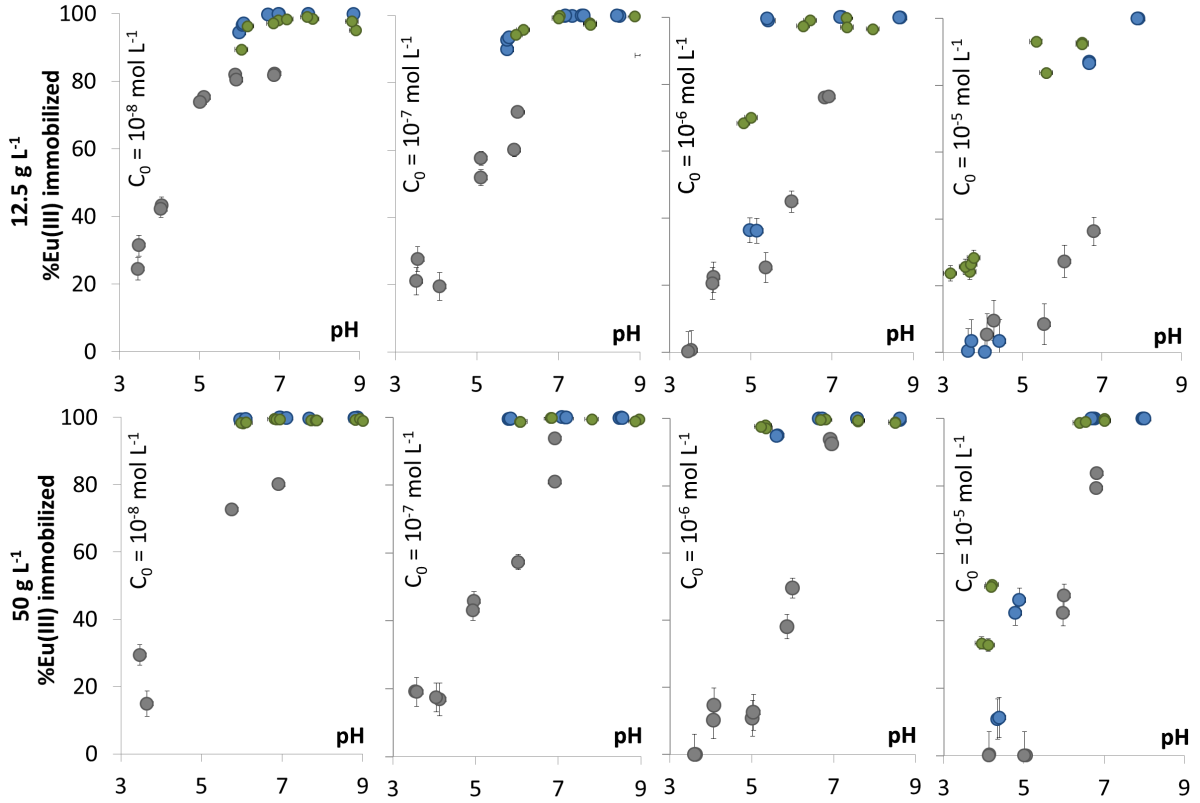 12.5 g L-1
%Eu(III) immobilized
100
80
60
40
20
0
C0 = 10-8 mol L-1
pH
3 5 7 9
C0 = 10-7 mol L-1
pH
3 5 7 9
C0 = 10-6 mol L-1
pH
3 5 7 9
C0 = 10-5 mol L-1
pH
3 5 7 9
50 g L-1
%Eu(III) immobilized
100
80
60
40
20
0
C0 = 10-8 mol L-1
pH
3 5 7 9
C0 = 10-7 mol L-1
pH
3 5 7 9
C0 = 10-6 mol L-1
pH
3 5 7 9
C0 = 10-5 mol L-1
pH
3 5 7 9